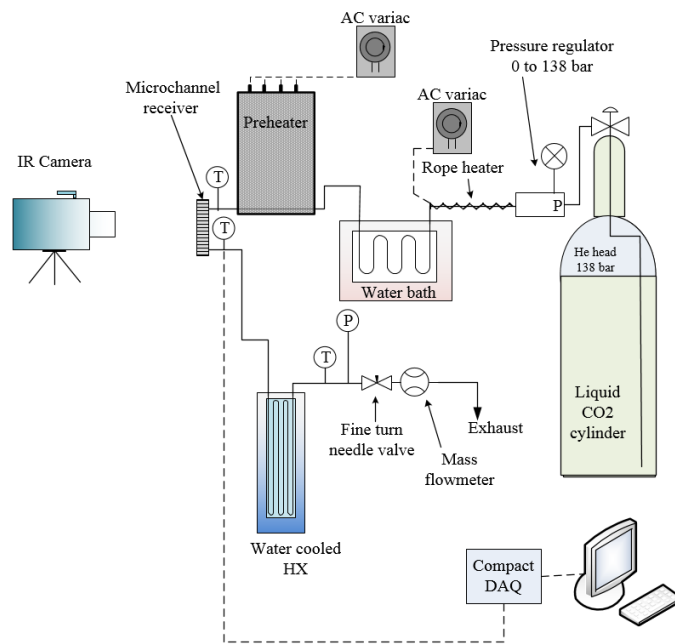 AC variac
Pressure regulator
0 to 138 bar
Microchannel
receiver
AC variac
Preheater
IR Camera
Rope heater
T
P
T
He head
138 bar
Water bath
P
T
Liquid
CO2
cylinder
Fine turn
needle valve
Exhaust
Mass
flowmeter
Water cooled
HX
Compact
DAQ